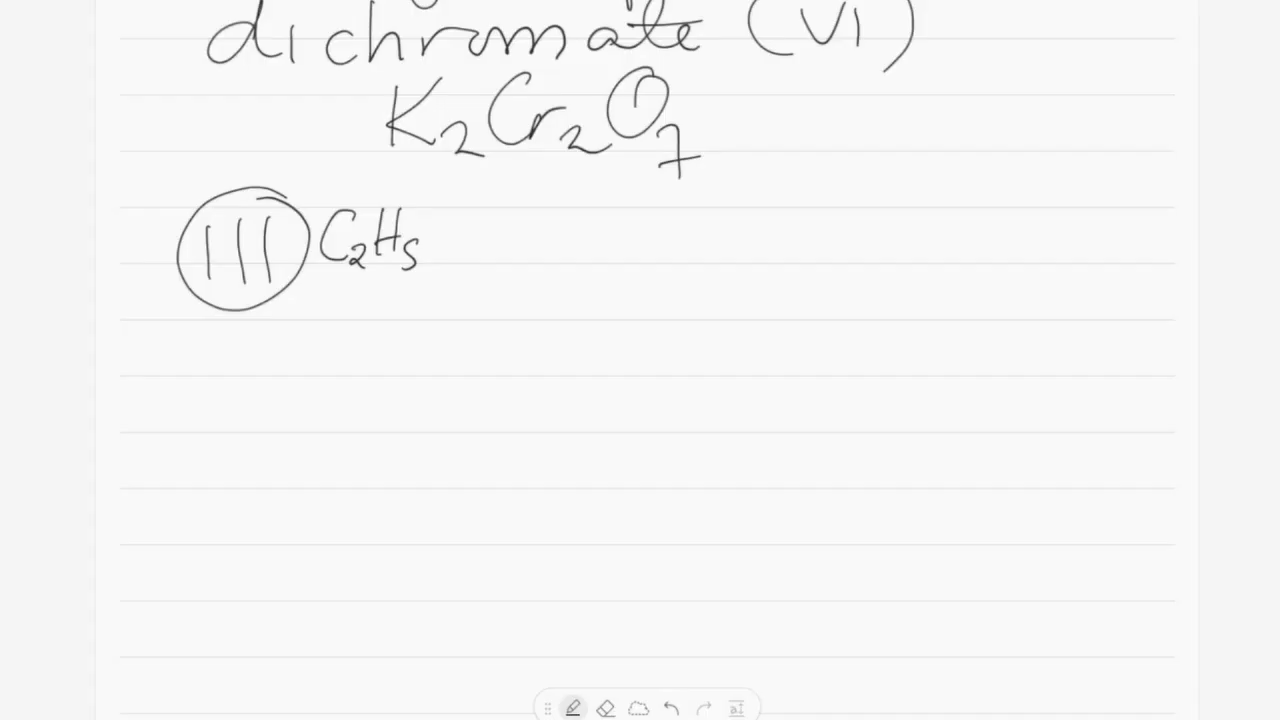 dichromate (VI)
K₂Cr₂O₇
III C₂H₅